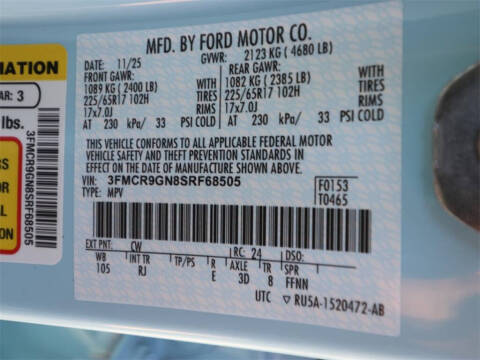 MFD. BY FORD MOTOR CO.
DATE: 11/25 GVWR: 2123 KG ( 4680 LB)
FRONT GAWR: REAR GAWR:
1089 KG ( 2400 LB) 1082 KG ( 2385 LB)
225/65R17 102H TIRES 225/65R17 102H
17x7.0J RIMS 17x7.0J
AT 230 kPa/ 33 PSI COLD AT 230 kPa/ 33 PSI COLD
THIS VEHICLE CONFORMS TO ALL APPLICABLE FEDERAL MOTOR
VEHICLE SAFETY AND THEFT PREVENTION STANDARDS IN
EFFECT ON THE DATE OF MANUFACTURE SHOWN ABOVE.
VIN: 3FMCR9GN8SRF68505 F0153
TYPE: MPV T0465
EXT PNT: CW RC: 24 DSO:
WB INT TR TP/PS R AXLE TR SPR
105 RJ E 3D 8 FFNN
UTC RU5A-1520472-AB
MATION
AR: 3
lbs.
3FMCR9GN8SRF68505
RS